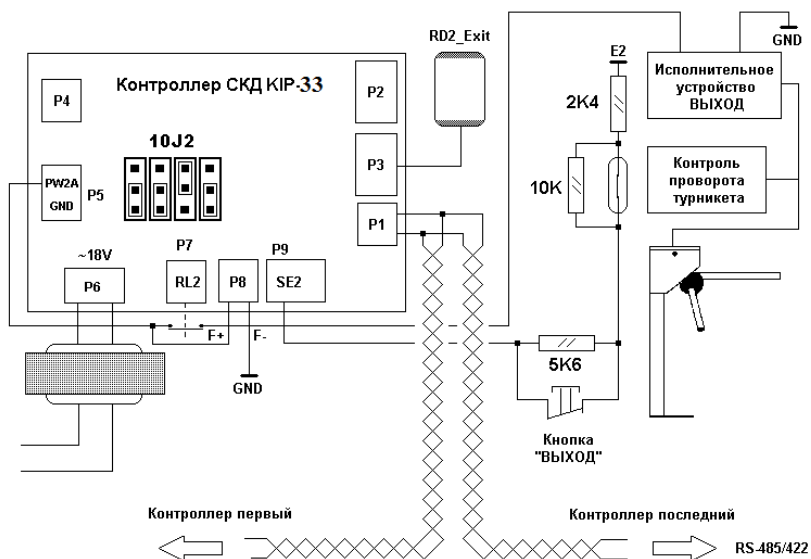 RD2_Exit
GND
Контроллер СКД KIP-33
E2
Исполнительное
устройство
ВЫХОД
P4
P2
2K4
10J2
P3
10K
Контроль
проворота
турникета
PW2A
GND
P5
P1
~18V
P7
P9
P6
RL2
P8
SE2
F+
F-
GND
5K6
Кнопка
"ВЫХОД"
Контроллер первый
Контроллер последний
RS-485/422